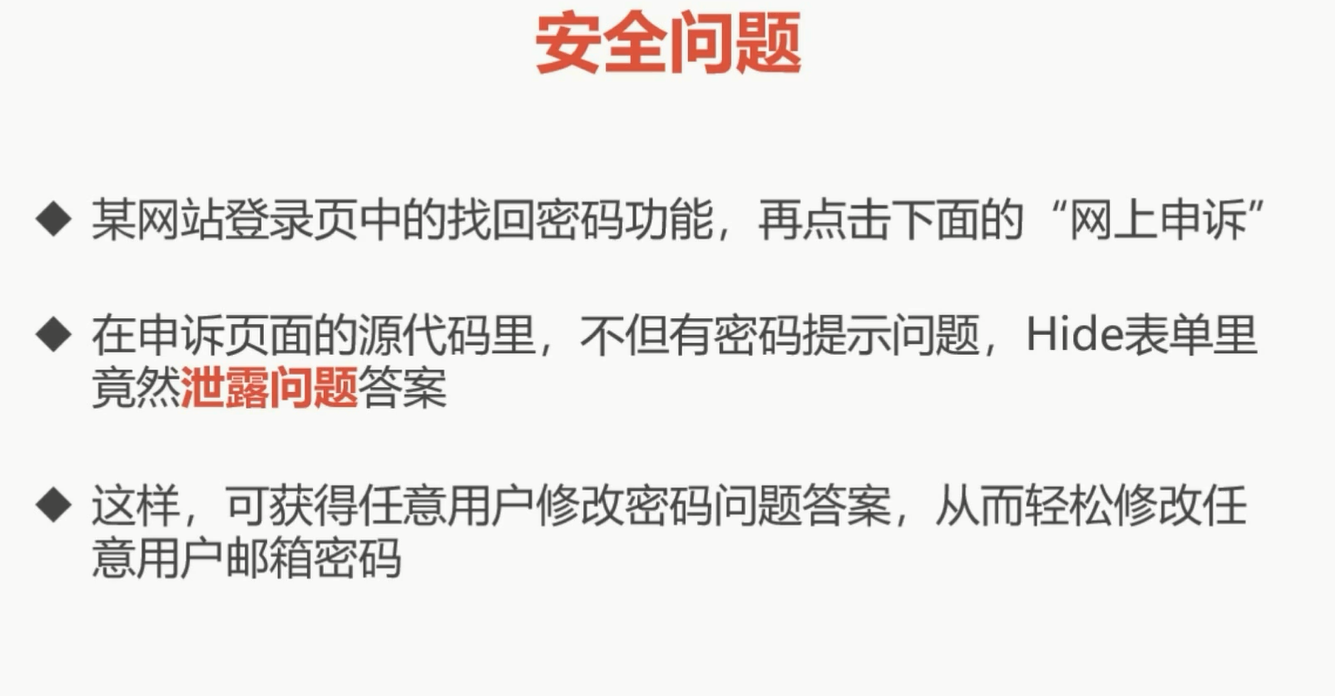 安全问题
◆ 某网站登录页中的找回密码功能，再点击下面的“网上申诉”
◆ 在申诉页面的源代码里，不但有密码提示问题，Hide表单里
竟然泄露问题答案
◆ 这样，可获得任意用户修改密码问题答案，从而轻松修改任
意用户邮箱密码